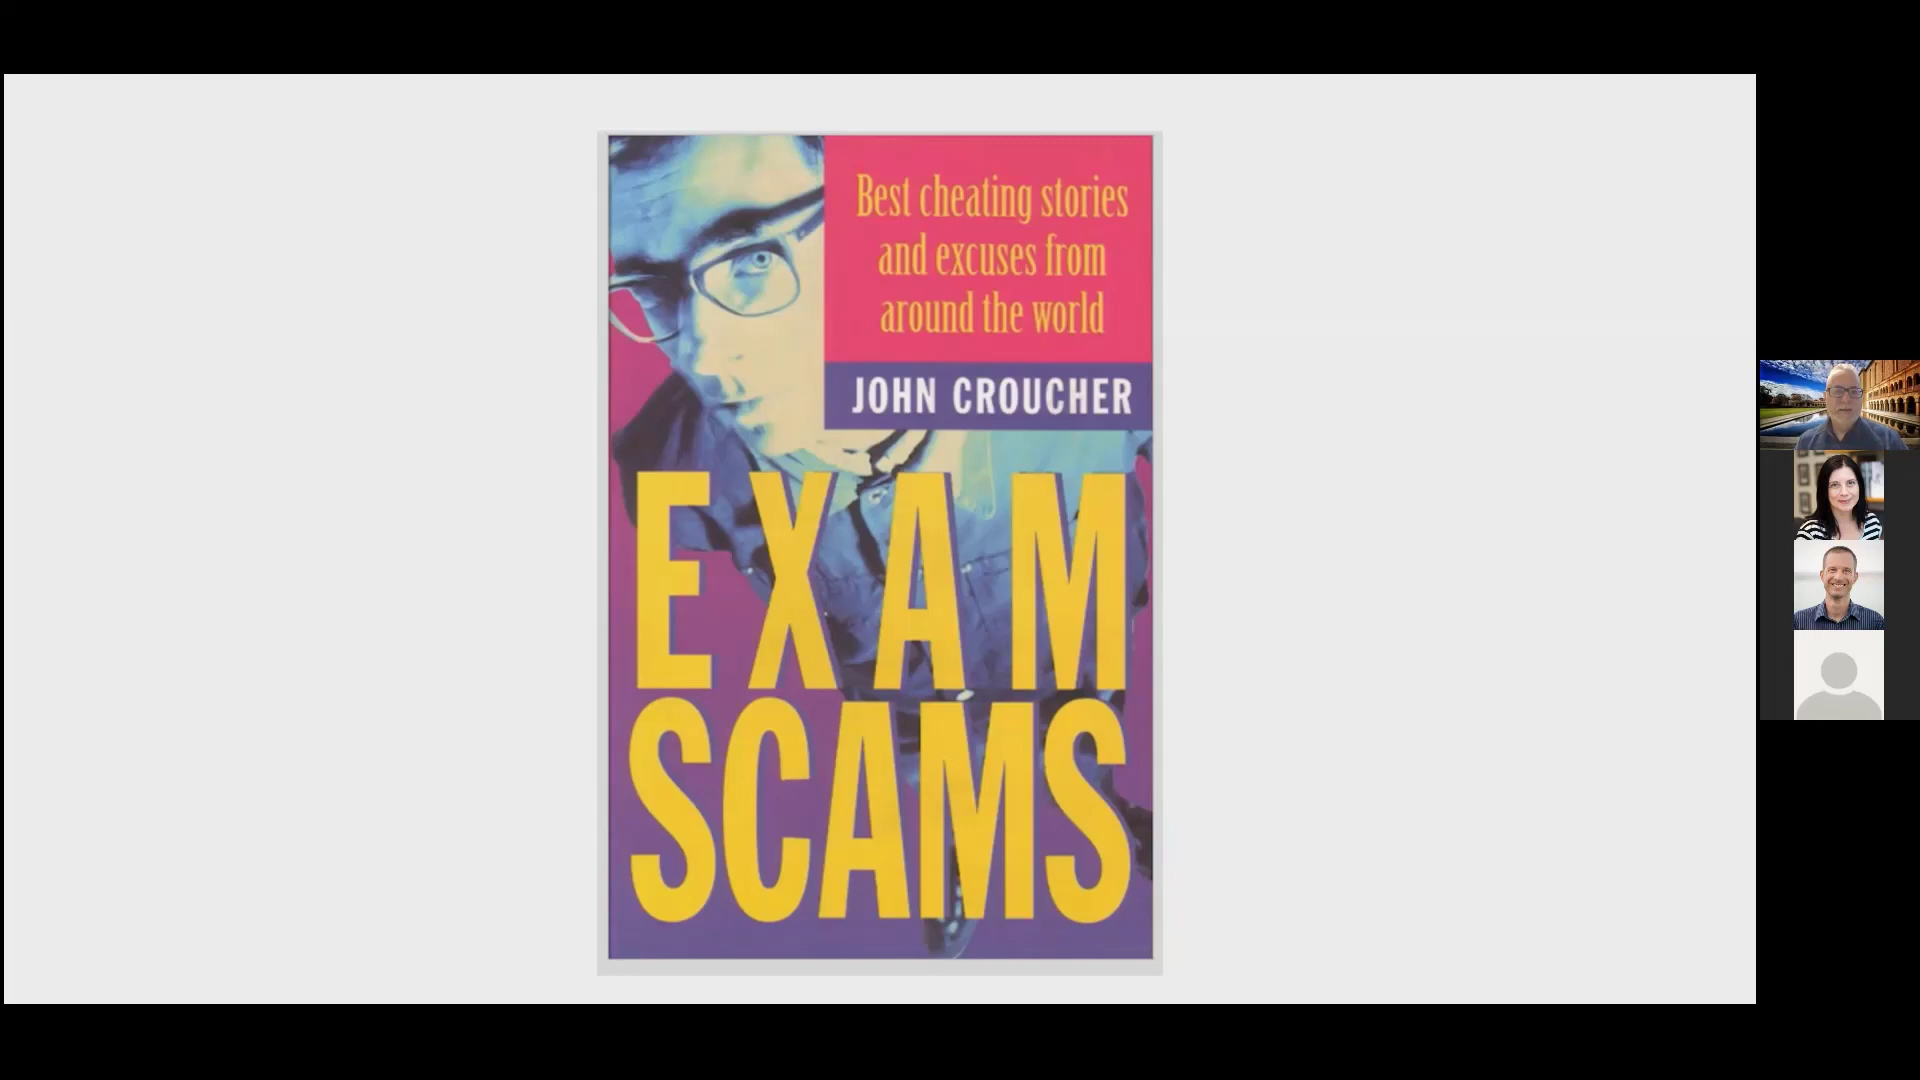 Best cheating stories
and excuses from
around the world
JOHN CROUCHER
EXAM
SCAMS